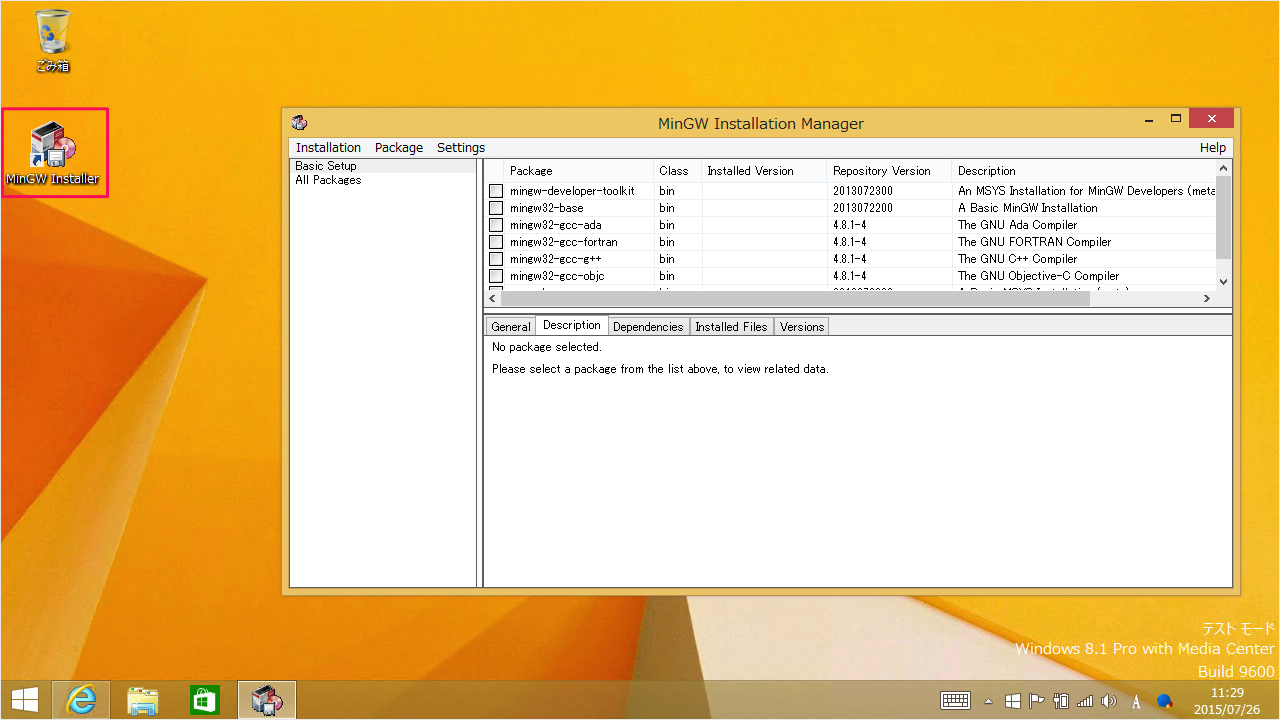 ごみ箱
MinGW Installer
MinGW Installation Manager
Installation Package Settings Help
Basic Setup
All Packages
Package Class Installed Version Repository Version Description
mingw-developer-toolkit bin 2013072300 An MSYS Installation for MinGW Developers (meta
mingw32-base bin 2013072200 A Basic MinGW Installation
mingw32-gcc-ada bin 4.8.1-4 The GNU Ada Compiler
mingw32-gcc-fortran bin 4.8.1-4 The GNU FORTRAN Compiler
mingw32-gcc-g++ bin 4.8.1-4 The GNU C++ Compiler
mingw32-gcc-objc bin 4.8.1-4 The GNU Objective-C Compiler
General Description Dependencies Installed Files Versions
No package selected.
Please select a package from the list above, to view related data.
テスト モード
Windows 8.1 Pro with Media Center
Build 9600
A
11:29
2015/07/26